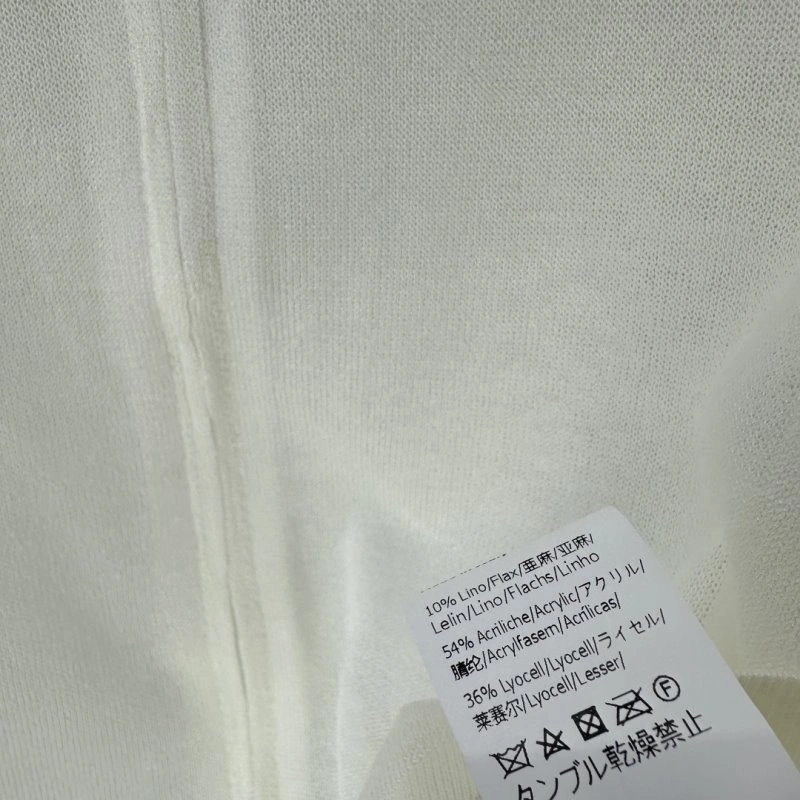 10% Lino/Flax/亜麻/亚麻/
Lelin/Lino/Flachs/Linho
54% Acriliche/Acrylic/アクリル/
腈纶/Acrylfasern/Acrílicas/
36% Lyocell/Lyocell/ライセル/
莱赛尔/Lyocell/Lesser/
F
タンブル乾燥禁止